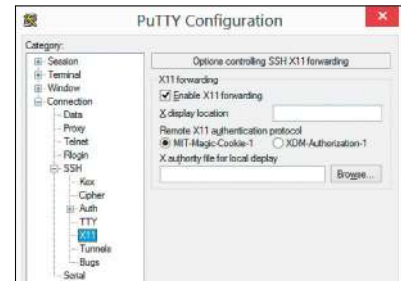 PuTTY Configuration
Category:
Session
Terminal
Window
Connection
Data
Proxy
Telnet
Rlogin
SSH
Kex
Cipher
Auth
TTY
X11
Tunnels
Bugs
Serial
Options controlling SSH X11 forwarding
X11 forwarding
Enable X11 forwarding
X display location
Remote X11 authentication protocol
MIT-Magic-Cookie-1 XDM-Authorization-1
X authority file for local display
Browse...